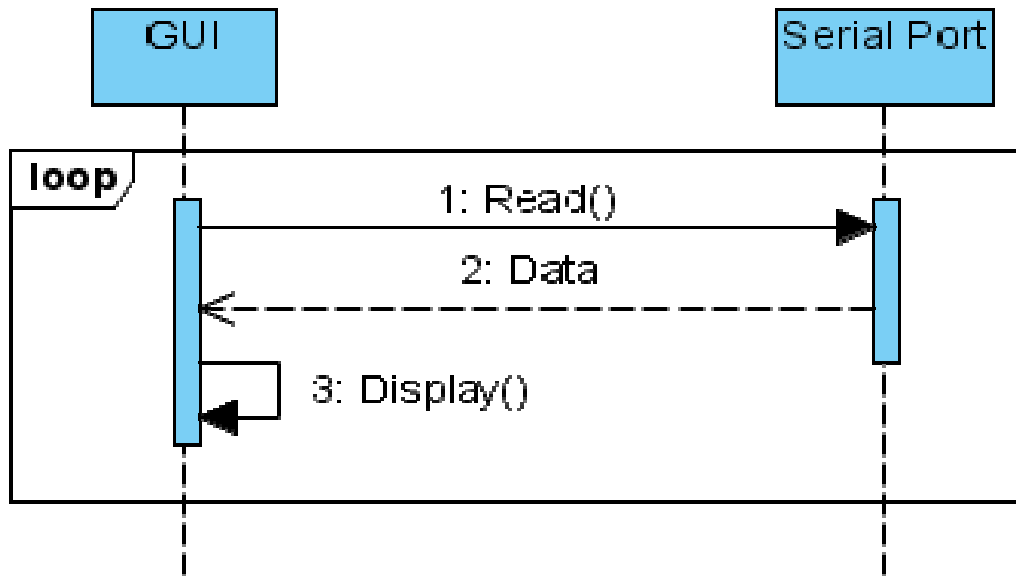 GUI
Serial Port
loop
1: Read()
2: Data
3: Display()